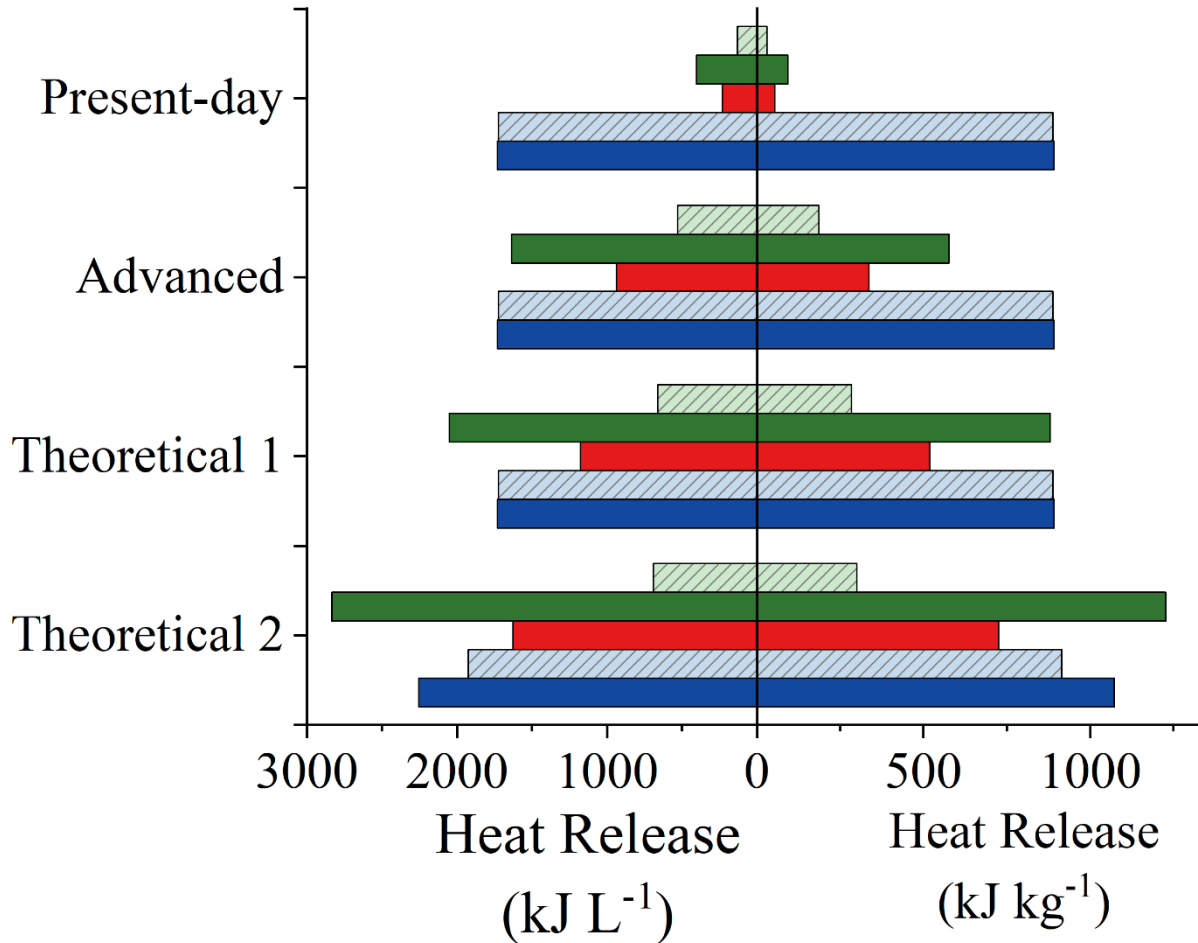 Present-day
Advanced
Theoretical 1
Theoretical 2
3000 2000 1000 0 500 1000
Heat Release
(kJ L⁻¹)
Heat Release
(kJ kg⁻¹)